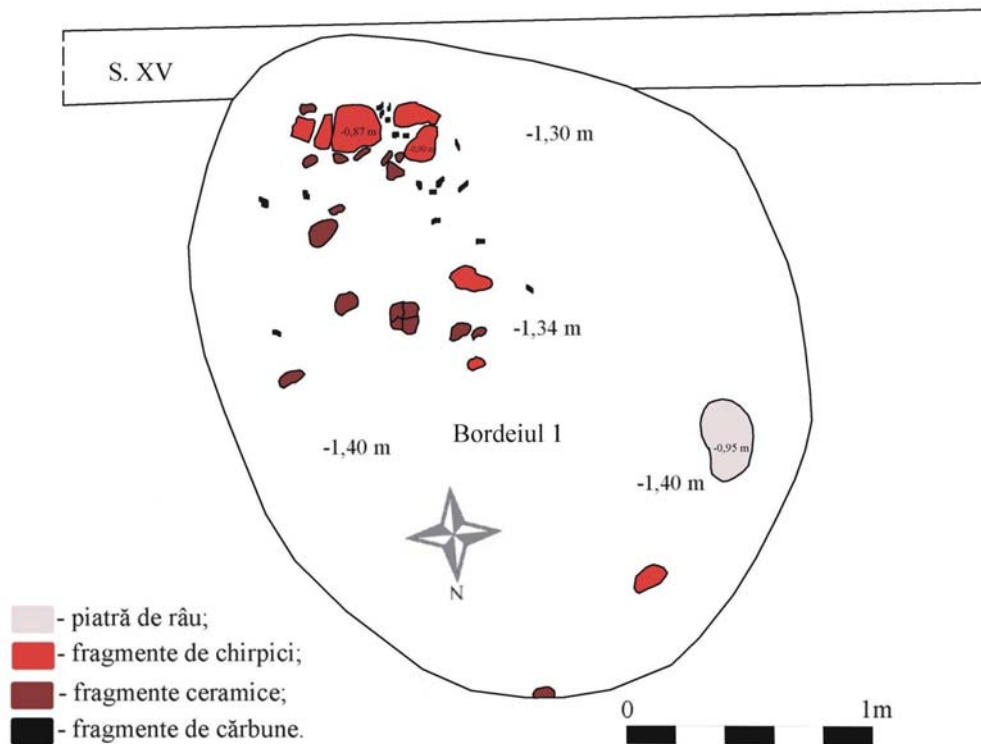 S. XV
-0,87 m
-0,90 m
-1,30 m
-1,34 m
-1,40 m
Bordeiul 1
-0,95 m
-1,40 m
N
- piatră de râu;
- fragmente de chirpici;
- fragmente ceramice;
- fragmente de cărbune.
0 1m